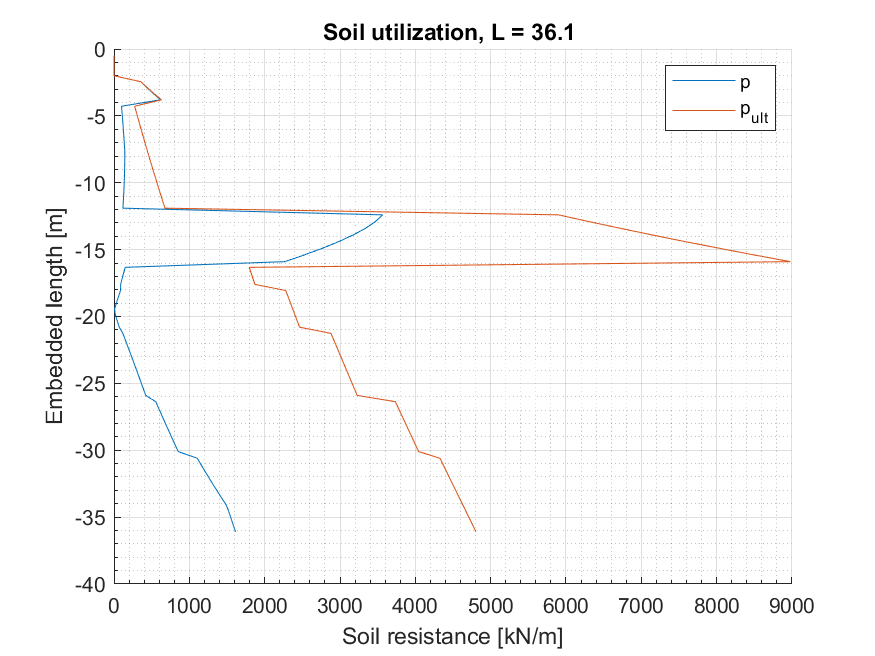 Soil utilization, L = 36.1
p
p_ult
0
-5
-10
-15
-20
-25
-30
-35
-40
Embedded length [m]
0 1000 2000 3000 4000 5000 6000 7000 8000 9000
Soil resistance [kN/m]